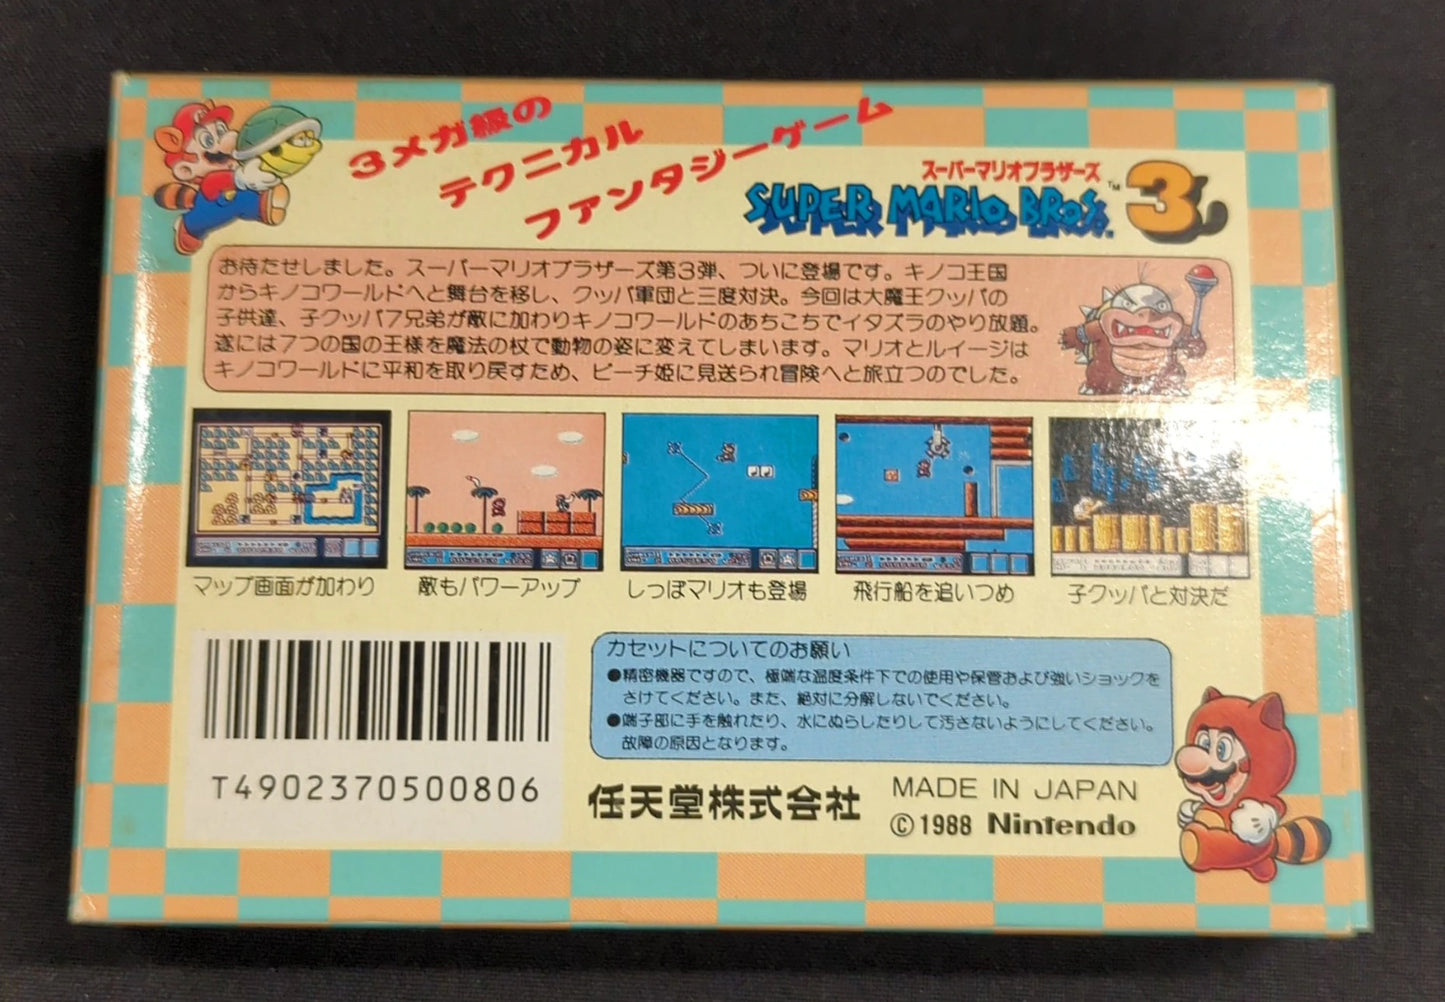 3メガ級の
テクニカル
ファンタジーゲーム
スーパーマリオブラザーズ
SUPER MARIO BROS. 3
TM
お待たせしました。スーパーマリオブラザーズ第3弾、ついに登場です。キノコ王国
からキノコワールドへと舞台を移し、クッパ軍団と三度対決。今回は大魔王クッパの
子供達、子クッパ7兄弟が敵に加わりキノコワールドのあちこちでイタズラのやり放題。
遂には7つの国の王様を魔法の杖で動物の姿に変えてしまいます。マリオとルイージは
キノコワールドに平和を取り戻すため、ピーチ姫に見送られ冒険へと旅立つのでした。
マップ画面が加わり
敵もパワーアップ
しっぽマリオも登場
飛行船を追いつめ
子クッパと対決だ
T4902370500806
カセットについてのお願い
●精密機器ですので、極端な温度条件下での使用や保管および強いショックを
さけてください。また、絶対に分解しないでください。
●端子部に手を触れたり、水にぬらしたりして汚さないようにしてください。
故障の原因となります。
任天堂株式会社
MADE IN JAPAN
©1988 Nintendo